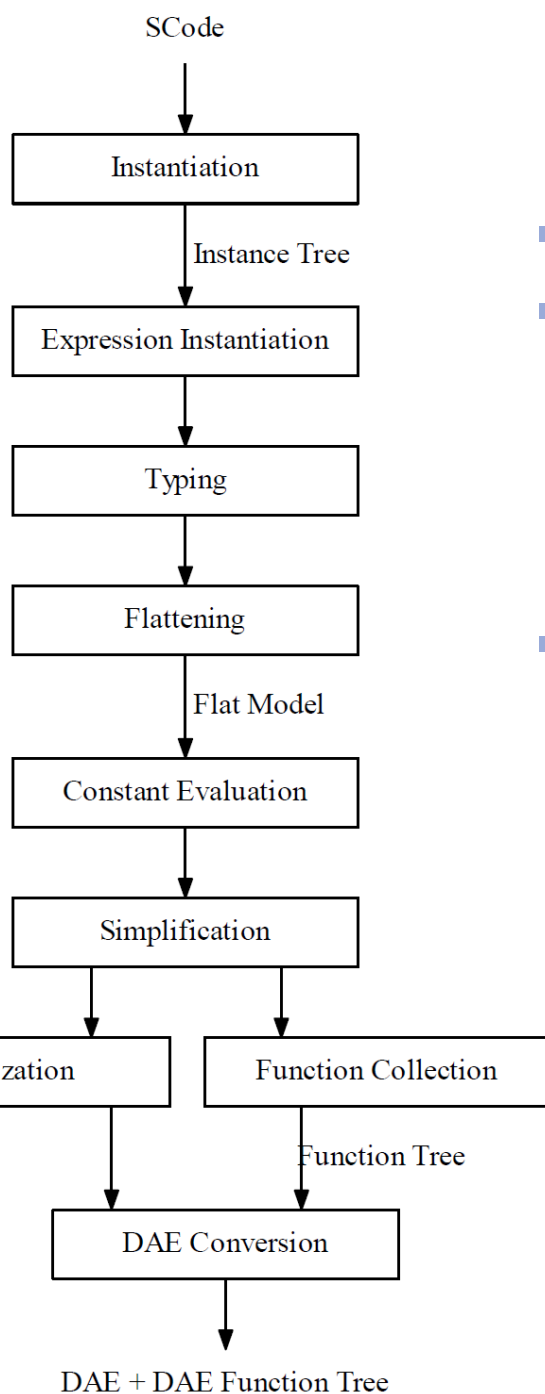 SCode
Instantiation
Instance Tree
Expression Instantiation
Typing
Flattening
Flat Model
Constant Evaluation
Simplification
zation
Function Collection
Function Tree
DAE Conversion
DAE + DAE Function Tree